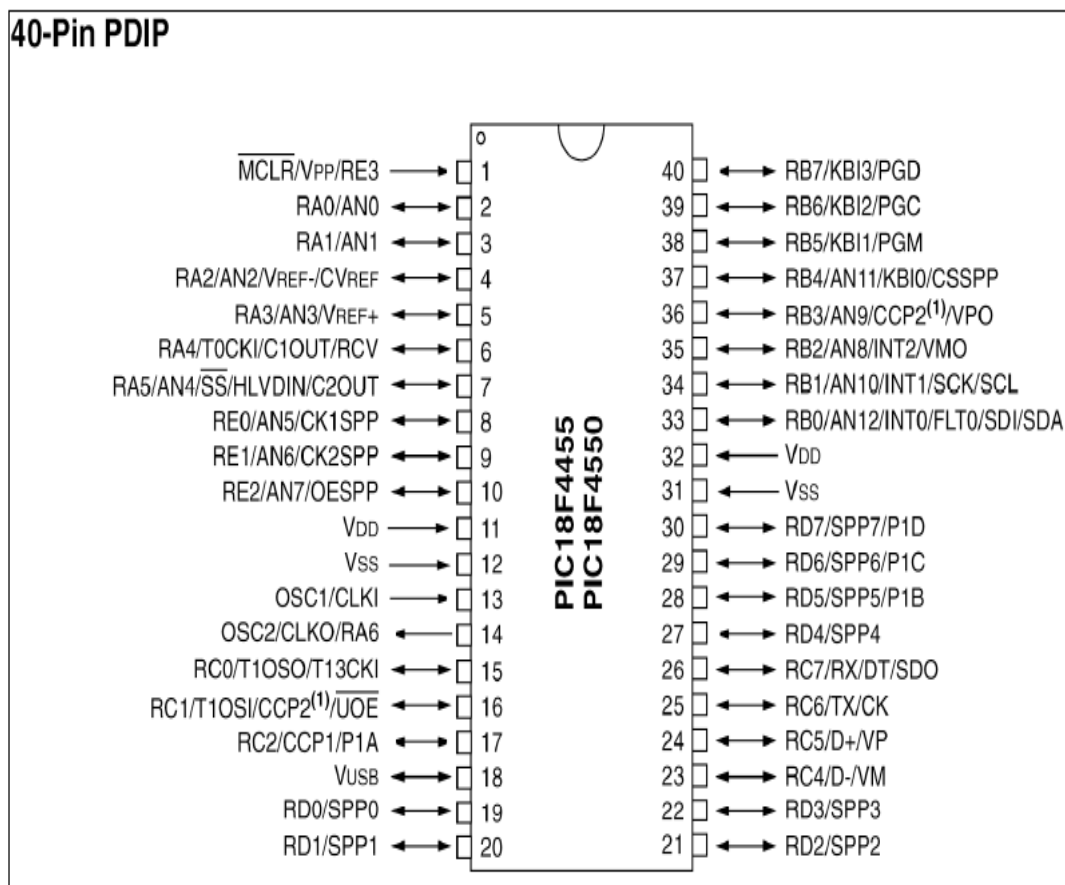 40-Pin PDIP
MCLR/VPP/RE3 1
RA0/AN0 2
RA1/AN1 3
RA2/AN2/VREF-/CVREF 4
RA3/AN3/VREF+ 5
RA4/T0CKI/C1OUT/RCV 6
RA5/AN4/SS/HLVDIN/C2OUT 7
RE0/AN5/CK1SPP 8
RE1/AN6/CK2SPP 9
RE2/AN7/OESPP 10
VDD 11
VSS 12
OSC1/CLKI 13
OSC2/CLKO/RA6 14
RC0/T1OSO/T13CKI 15
RC1/T1OSI/CCP2(1)/UOE 16
RC2/CCP1/P1A 17
VUSB 18
RD0/SPP0 19
RD1/SPP1 20
PIC18F4455
PIC18F4550
40 RB7/KBI3/PGD
39 RB6/KBI2/PGC
38 RB5/KBI1/PGM
37 RB4/AN11/KBI0/CSSPP
36 RB3/AN9/CCP2(1)/VPO
35 RB2/AN8/INT2/VMO
34 RB1/AN10/INT1/SCK/SCL
33 RB0/AN12/INT0/FLT0/SDI/SDA
32 VDD
31 VSS
30 RD7/SPP7/P1D
29 RD6/SPP6/P1C
28 RD5/SPP5/P1B
27 RD4/SPP4
26 RC7/RX/DT/SDO
25 RC6/TX/CK
24 RC5/D+/VP
23 RC4/D-/VM
22 RD3/SPP3
21 RD2/SPP2